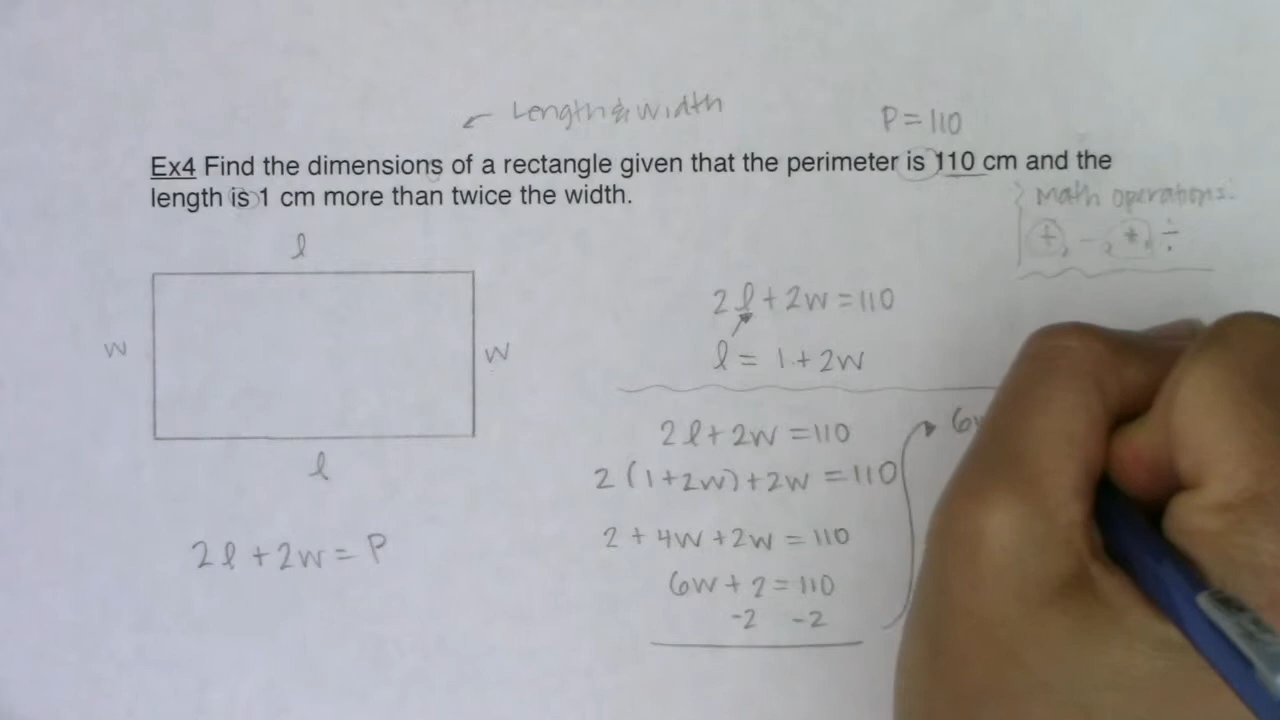 Length & width
P = 110
Ex4 Find the dimensions of a rectangle given that the perimeter is 110 cm and the
length is 1 cm more than twice the width.
Math operations:
+, -, *, ÷
l
w
w
l
2l + 2w = P
2l + 2w = 110
l = 1 + 2w
2l + 2w = 110
2(1+2w) + 2w = 110
2 + 4w + 2w = 110
6w + 2 = 110
-2 -2
6w